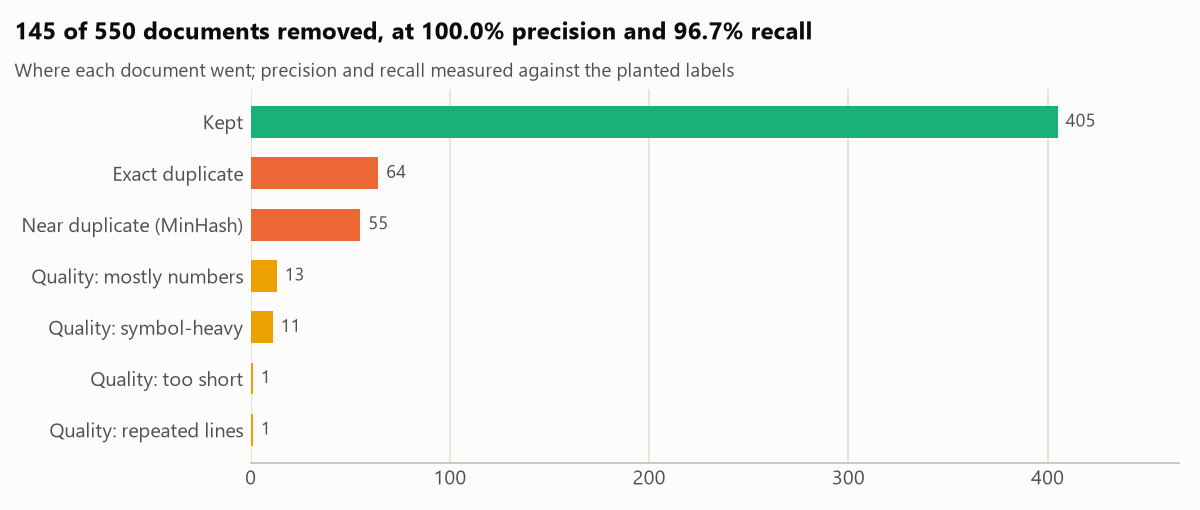 145 of 550 documents removed, at 100.0% precision and 96.7% recall
Where each document went; precision and recall measured against the planted labels
Kept 405
Exact duplicate 64
Near duplicate (MinHash) 55
Quality: mostly numbers 13
Quality: symbol-heavy 11
Quality: too short 1
Quality: repeated lines 1
0 100 200 300 400